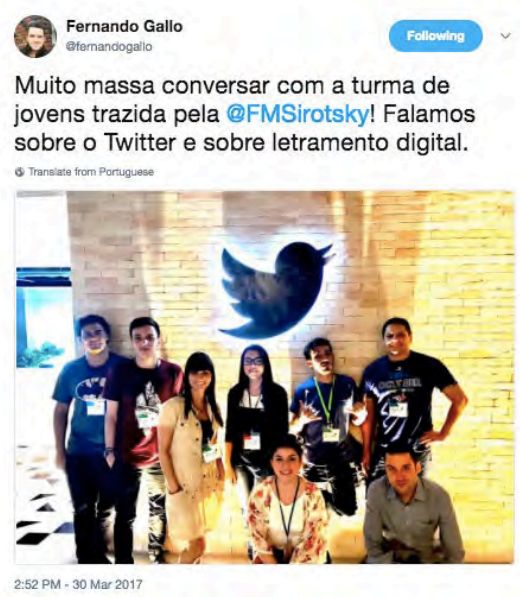 Fernando Gallo
@fernandogallo
Following
Muito massa conversar com a turma de
jovens trazida pela @FMSirotsky! Falamos
sobre o Twitter e sobre letramento digital.
Translate from Portuguese
2:52 PM - 30 Mar 2017